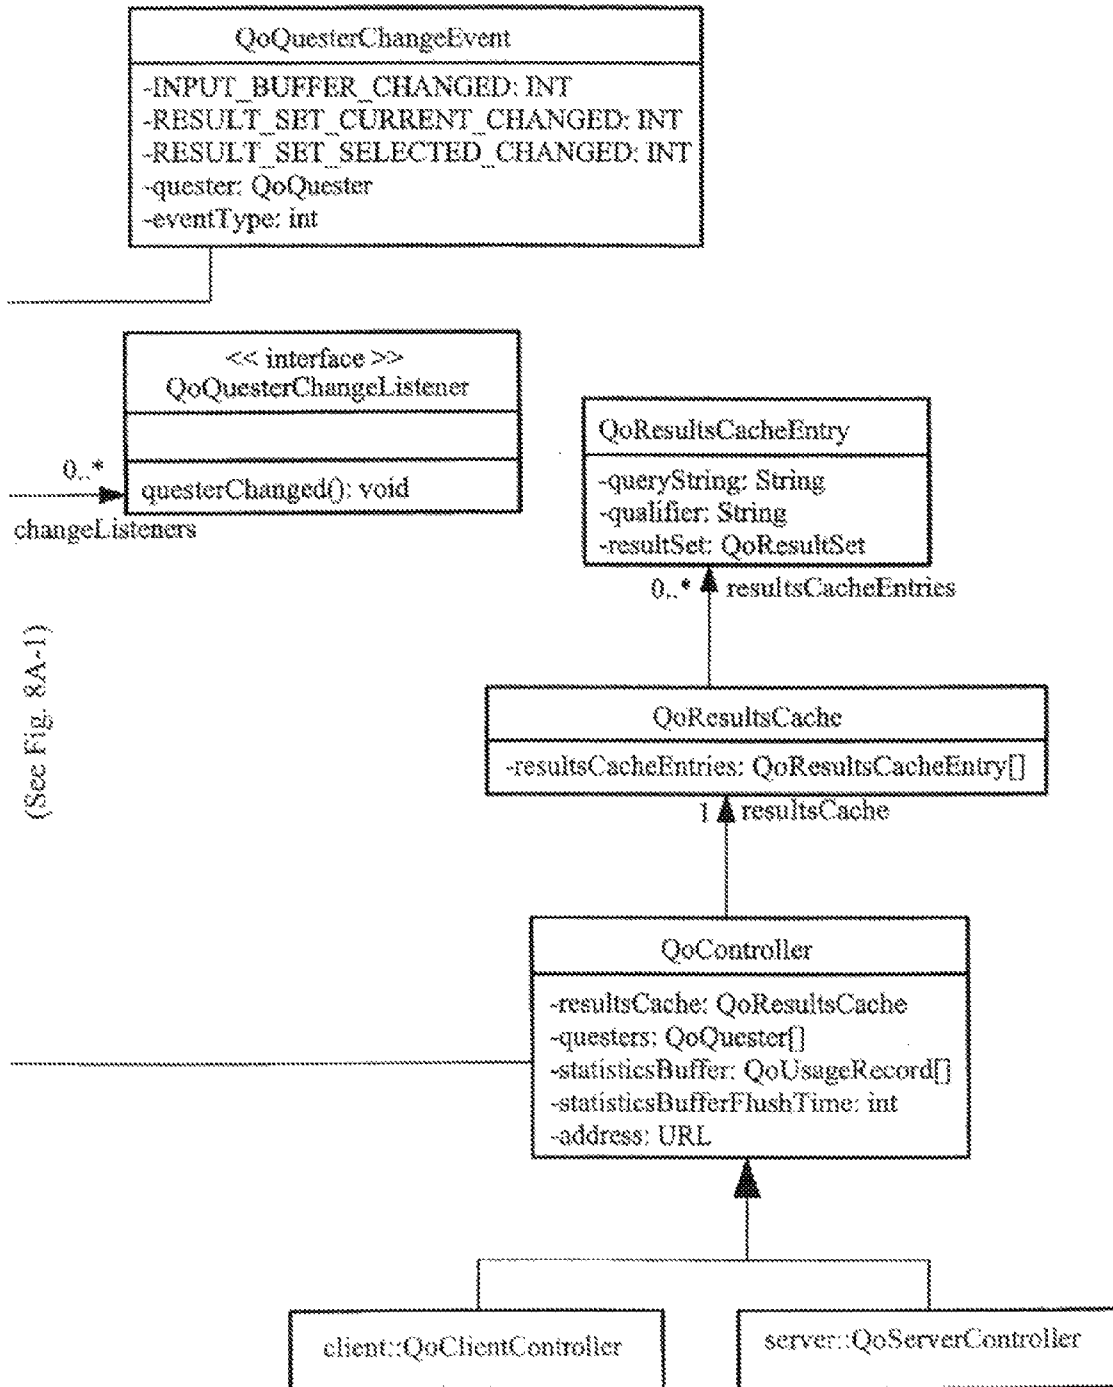 QoQuesterChangeEvent
-INPUT_BUFFER_CHANGED: INT
-RESULT_SET_CURRENT_CHANGED: INT
-RESULT_SET_SELECTED_CHANGED: INT
-quester: QoQuester
-eventType: int
<< interface >>
QoQuesterChangeListener
questerChanged(): void
0..*
changeListeners
QoResultsCacheEntry
-queryString: String
-qualifier: String
-resultSet: QoResultSet
0..* resultsCacheEntries
(See Fig. 8A-1)
QoResultsCache
-resultsCacheEntries: QoResultsCacheEntry[]
1 resultsCache
QoController
-resultsCache: QoResultsCache
-questers: QoQuester[]
-statisticsBuffer: QoUsageRecord[]
-statisticsBufferFlushTime: int
-address: URL
client::QoClientController
server::QoServerController